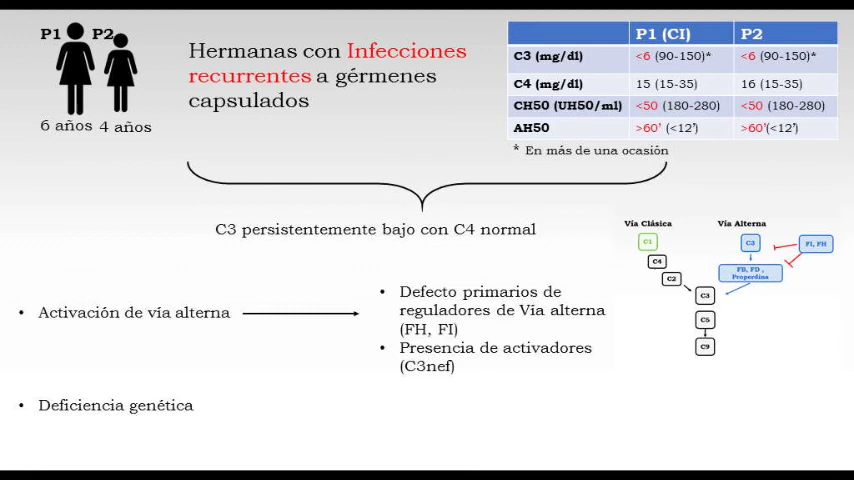 P1 P2
6 años 4 años
Hermanas con Infecciones
recurrentes a gérmenes
capsulados
P1 (CI) P2
C3 (mg/dl) <6 (90-150)* <6 (90-150)*
C4 (mg/dl) 15 (15-35) 16 (15-35)
CH50 (UH50/ml) <50 (180-280) <50 (180-280)
AH50 >60’ (<12’) >60’(<12’)
* En más de una ocasión
C3 persistentemente bajo con C4 normal
• Activación de vía alterna
• Defecto primarios de
reguladores de Vía alterna
(FH, FI)
• Presencia de activadores
(C3nef)
• Deficiencia genética
Vía Clásica Vía Alterna
C1 C3 FI, FH
C4
C2
FB, FD ,
Properdina
C3
C5
C9